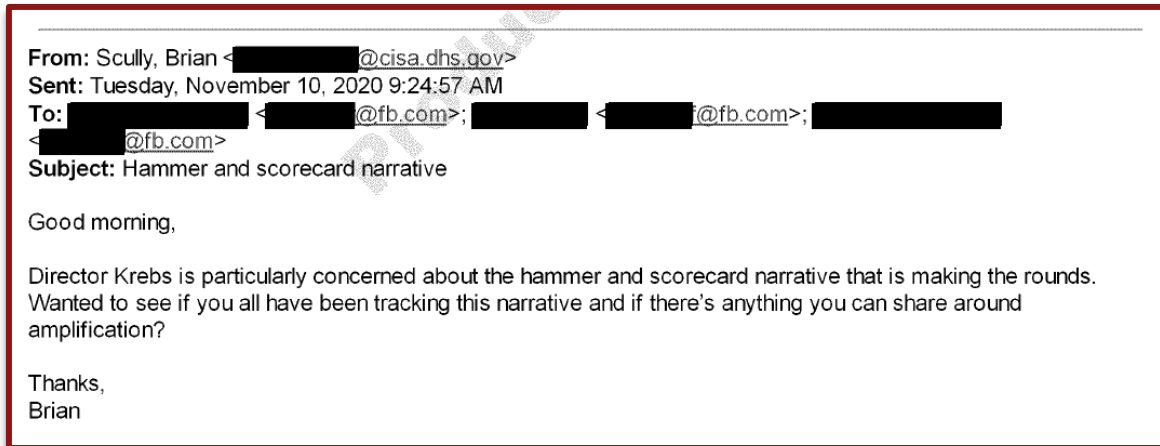 From: Scully, Brian < @cisa.dhs.gov>
Sent: Tuesday, November 10, 2020 9:24:57 AM
To: < @fb.com>; < f@fb.com>;
< @fb.com>
Subject: Hammer and scorecard narrative
Good morning,
Director Krebs is particularly concerned about the hammer and scorecard narrative that is making the rounds.
Wanted to see if you all have been tracking this narrative and if there's anything you can share around
amplification?
Thanks,
Brian